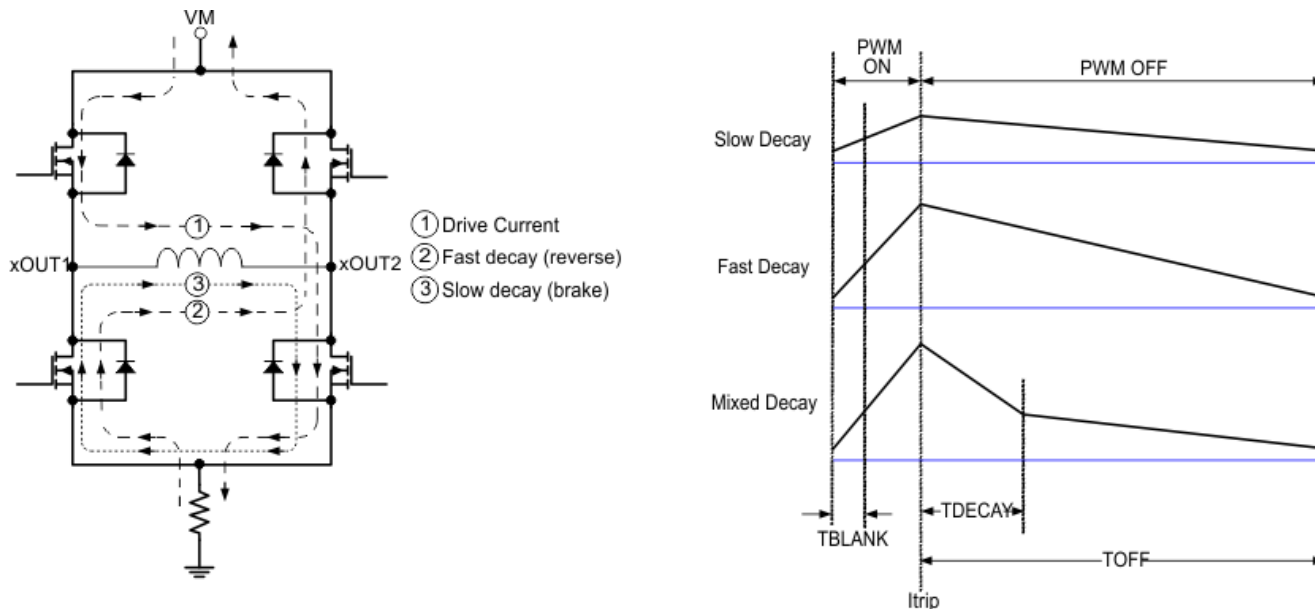 VM
xOUT1
xOUT2
1
3
2
1 Drive Current
2 Fast decay (reverse)
3 Slow decay (brake)
PWM
ON
PWM OFF
Slow Decay
Fast Decay
Mixed Decay
TBLANK
TDECAY
TOFF
Itrip